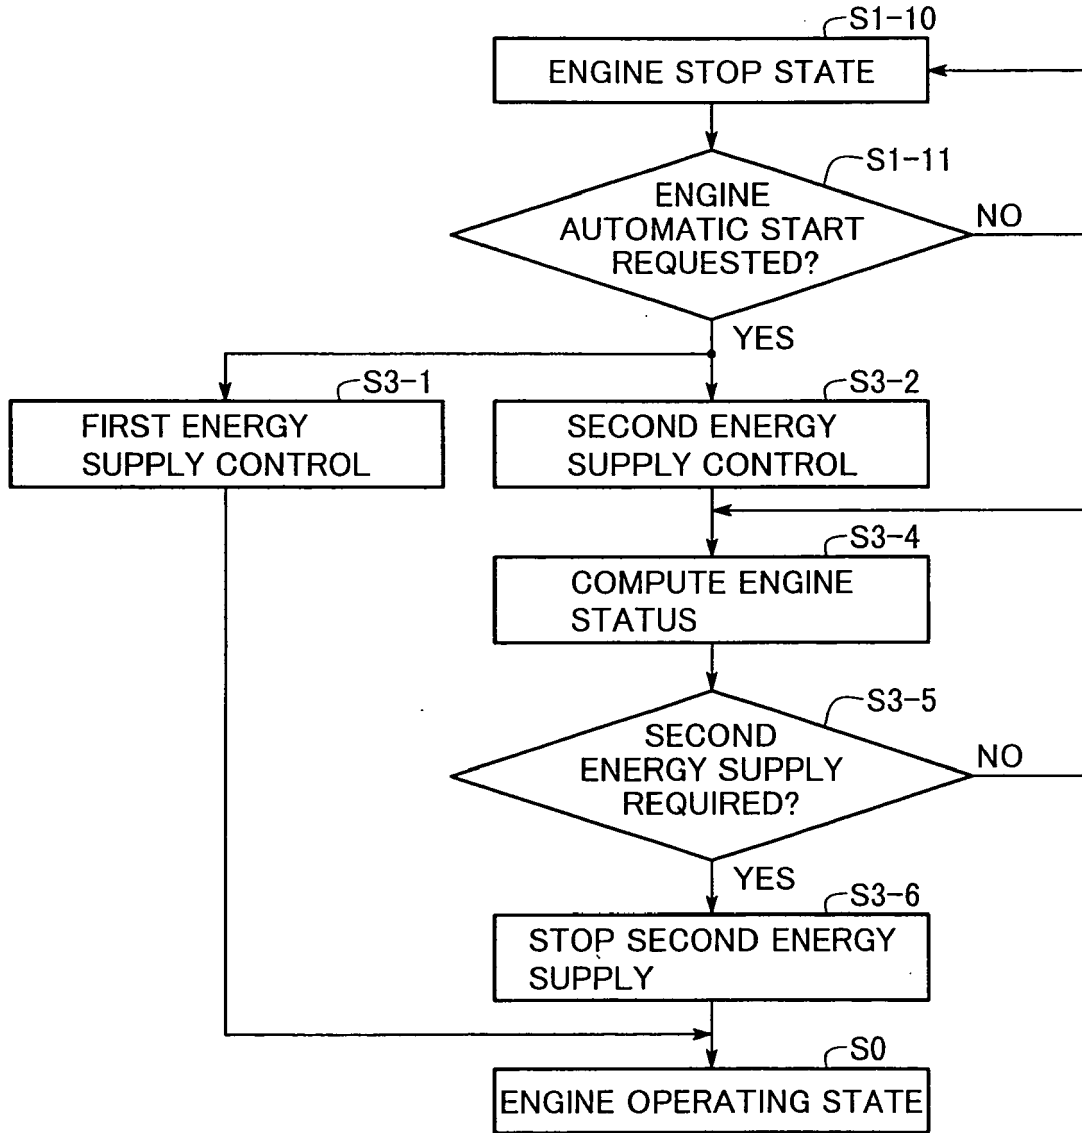 S1-10
ENGINE STOP STATE
S1-11
ENGINE
AUTOMATIC START
REQUESTED?
NO
YES
S3-1
FIRST ENERGY
SUPPLY CONTROL
S3-2
SECOND ENERGY
SUPPLY CONTROL
S3-4
COMPUTE ENGINE
STATUS
S3-5
SECOND
ENERGY SUPPLY
REQUIRED?
NO
YES
S3-6
STOP SECOND ENERGY
SUPPLY
S0
ENGINE OPERATING STATE